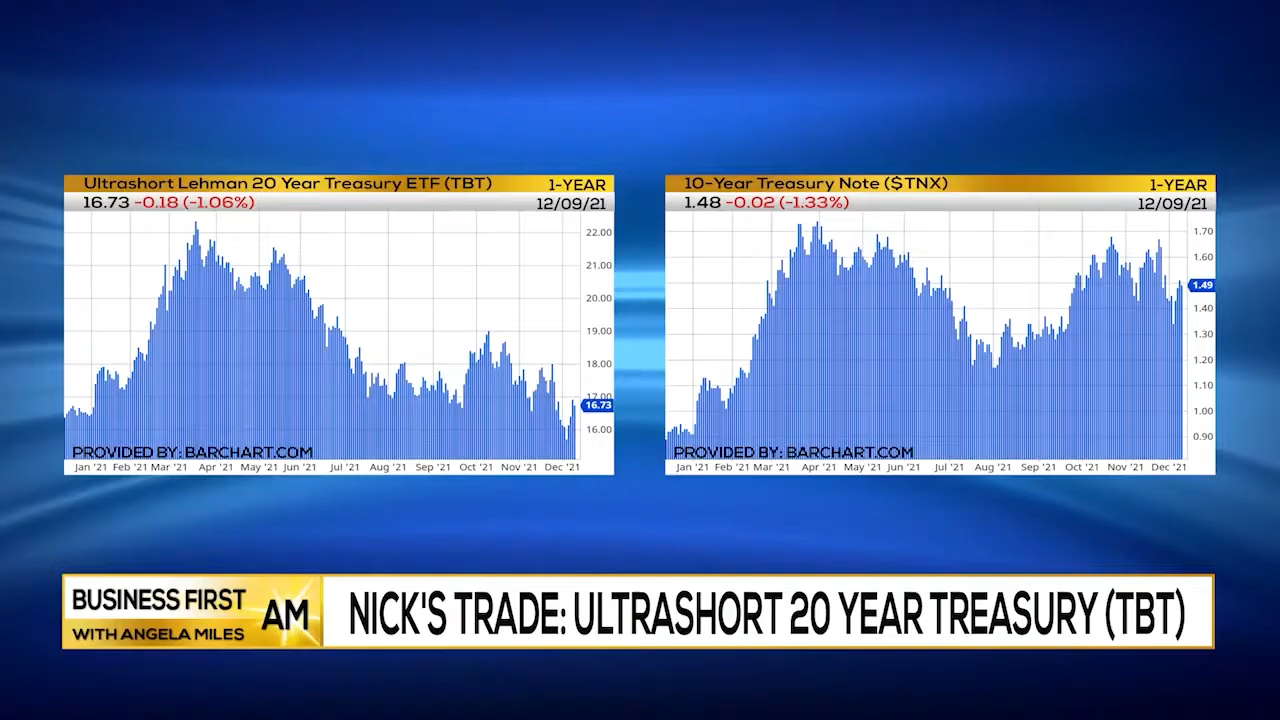 Ultrashort Lehman 20 Year Treasury ETF (TBT) 1-YEAR
16.73 -0.18 (-1.06%) 12/09/21
22.00
21.00
20.00
19.00
18.00
17.00
16.73
16.00
PROVIDED BY: BARCHART.COM
Jan '21 Feb '21 Mar '21 Apr '21 May '21 Jun '21 Jul '21 Aug '21 Sep '21 Oct '21 Nov '21 Dec '21
10-Year Treasury Note ($TNX) 1-YEAR
1.48 -0.02 (-1.33%) 12/09/21
1.70
1.60
1.49
1.40
1.30
1.20
1.10
1.00
0.90
PROVIDED BY: BARCHART.COM
Jan '21 Feb '21 Mar '21 Apr '21 May '21 Jun '21 Jul '21 Aug '21 Sep '21 Oct '21 Nov '21 Dec '21
BUSINESS FIRST AM
WITH ANGELA MILES
NICK'S TRADE: ULTRASHORT 20 YEAR TREASURY (TBT)